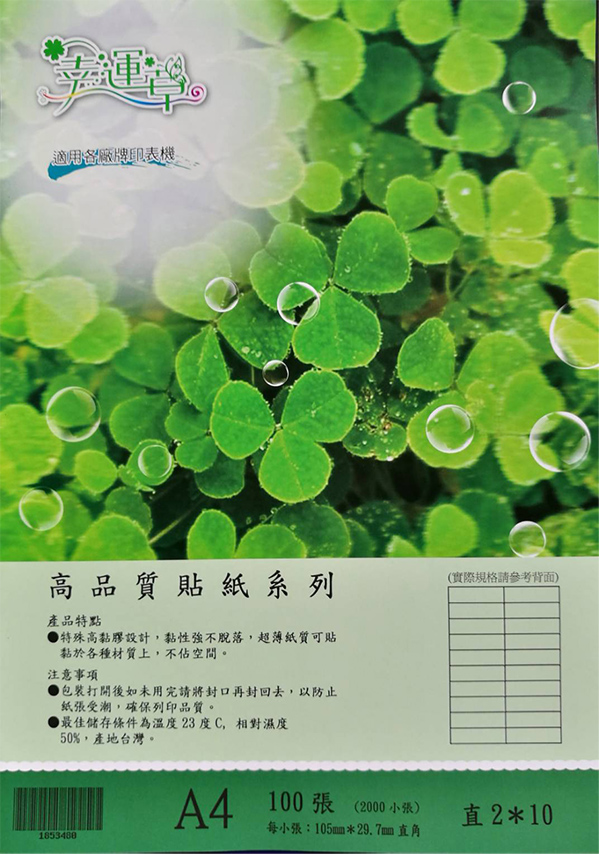 幸運草
適用各廠牌印表機
高品質貼紙系列
(實際規格請參考背面)
產品特點
●特殊高黏膠設計，黏性強不脫落，超薄紙質可貼
黏於各種材質上，不佔空間。
注意事項
●包裝打開後如未用完請將封口再封回去，以防止
紙張受潮，確保列印品質。
●最佳儲存條件為溫度23度C, 相對濕度
50%，產地台灣。
1853480
A4
100張 （2000小張）
每小張：105mm＊29.7mm直角
直2＊10